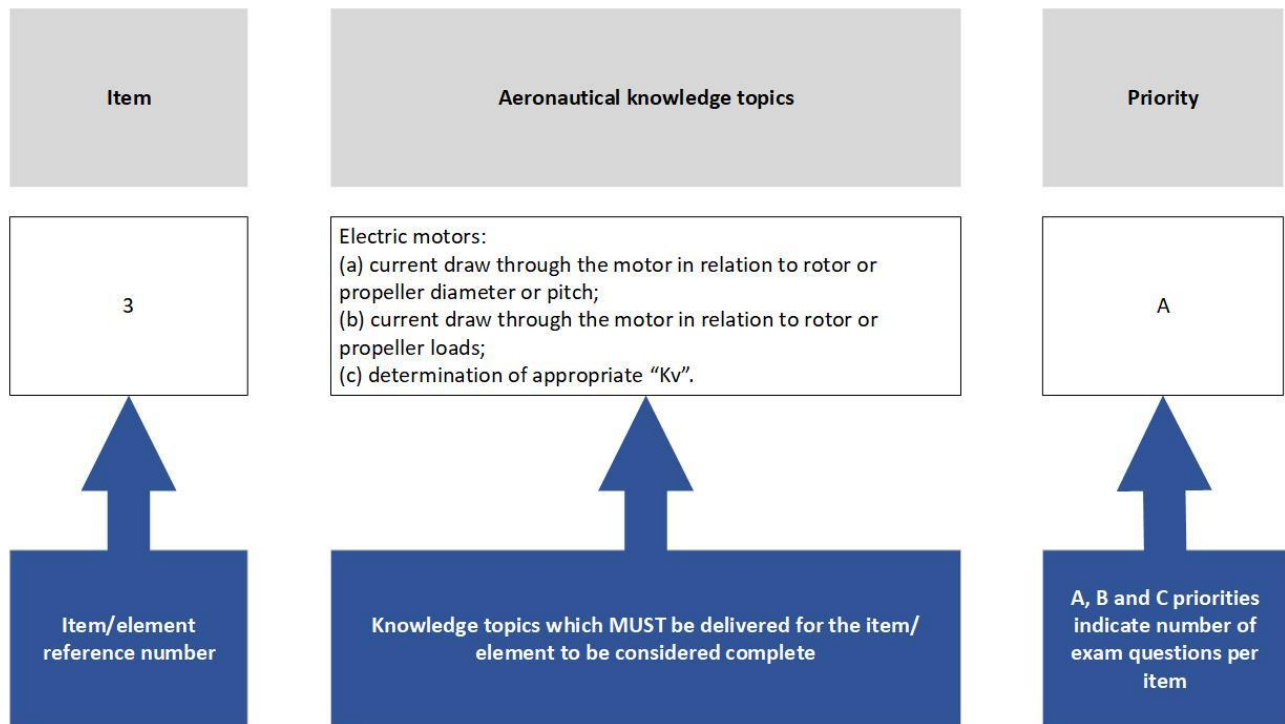 Item
Aeronautical knowledge topics
Priority
3
Electric motors:
(a) current draw through the motor in relation to rotor or
propeller diameter or pitch;
(b) current draw through the motor in relation to rotor or
propeller loads;
(c) determination of appropriate “Kv”.
A
Item/element
reference number
Knowledge topics which MUST be delivered for the item/
element to be considered complete
A, B and C priorities
indicate number of
exam questions per
item